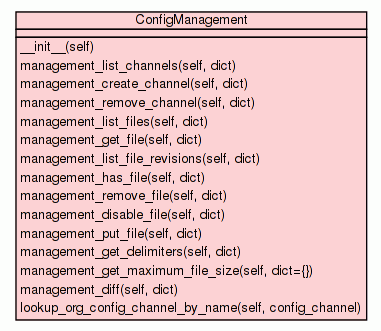 ConfigManagement
__init__(self)
management_list_channels(self, dict)
management_create_channel(self, dict)
management_remove_channel(self, dict)
management_list_files(self, dict)
management_get_file(self, dict)
management_list_file_revisions(self, dict)
management_has_file(self, dict)
management_remove_file(self, dict)
management_disable_file(self, dict)
management_put_file(self, dict)
management_get_delimiters(self, dict)
management_get_maximum_file_size(self, dict={})
management_diff(self, dict)
lookup_org_config_channel_by_name(self, config_channel)